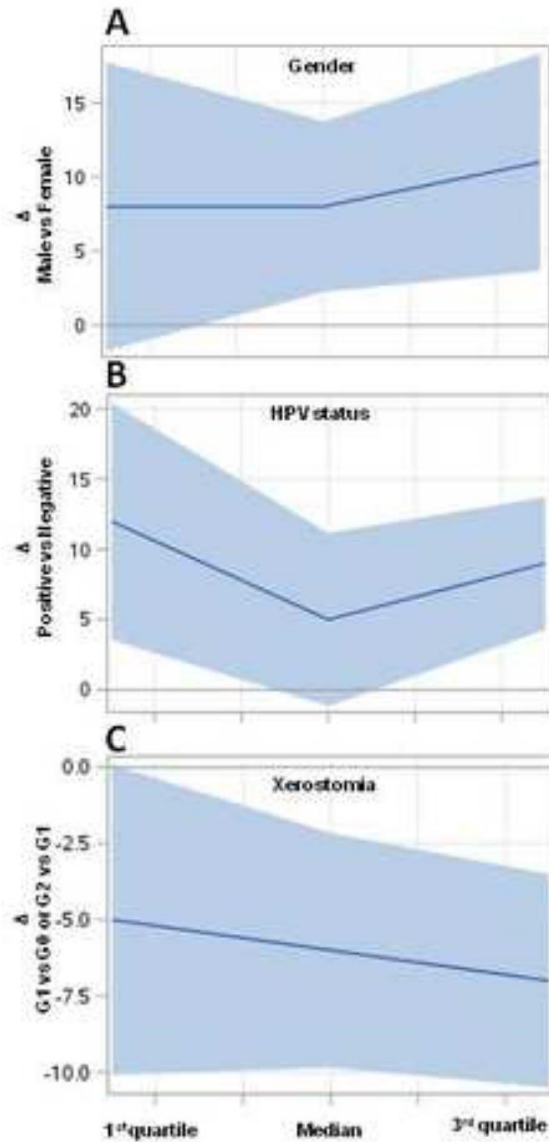 A
Gender
15
10
5
0
Δ
Male vs Female
B
HPV status
20
15
10
5
0
Δ
Positive vs Negative
C
Xerostomia
0.0
-2.5
-5.0
-7.5
-10.0
Δ
G1 vs G0 or G2 vs G1
1st quartile Median 3rd quartile